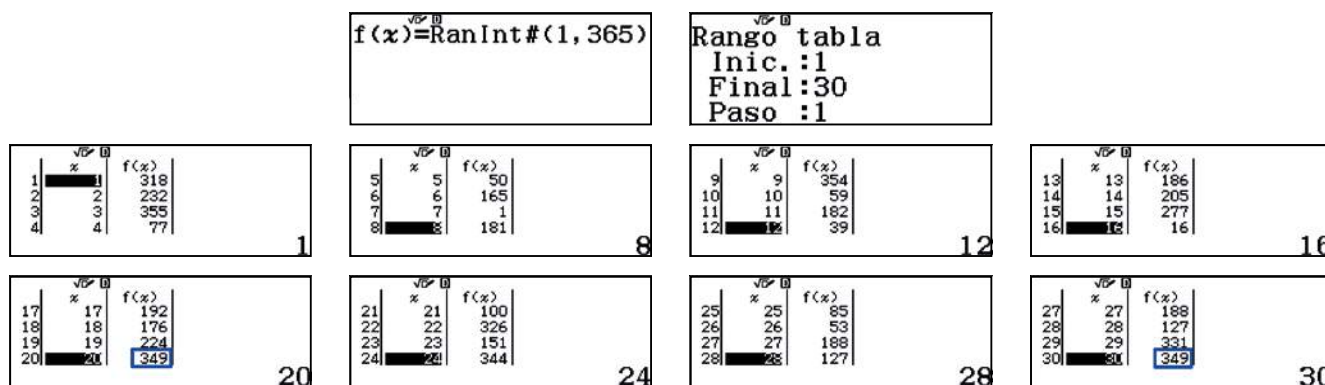 f(x)=RanInt#(1,365)
Rango tabla
Inic.:1
Final:30
Paso :1
x f(x)
1 1 318
2 2 232
3 3 355
4 4 77
1
x f(x)
5 5 50
6 6 165
7 7 1
8 8 181
8
x f(x)
9 9 354
10 10 59
11 11 182
12 12 39
12
x f(x)
13 13 186
14 14 205
15 15 277
16 16 16
16
x f(x)
17 17 192
18 18 176
19 19 224
20 20 349
20
x f(x)
21 21 100
22 22 326
23 23 151
24 24 344
24
x f(x)
25 25 85
26 26 53
27 27 188
28 28 127
28
x f(x)
27 27 188
28 28 127
29 29 331
30 30 349
30